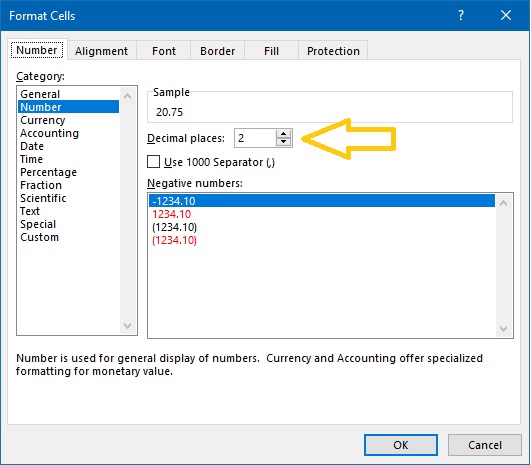 Format Cells
Number Alignment Font Border Fill Protection
Category:
General
Number
Currency
Accounting
Date
Time
Percentage
Fraction
Scientific
Text
Special
Custom
Sample
20.75
Decimal places: 2
Use 1000 Separator (,)
Negative numbers:
-1234.10
1234.10
(1234.10)
(1234.10)
Number is used for general display of numbers.  Currency and Accounting offer specialized
formatting for monetary value.
OK Cancel